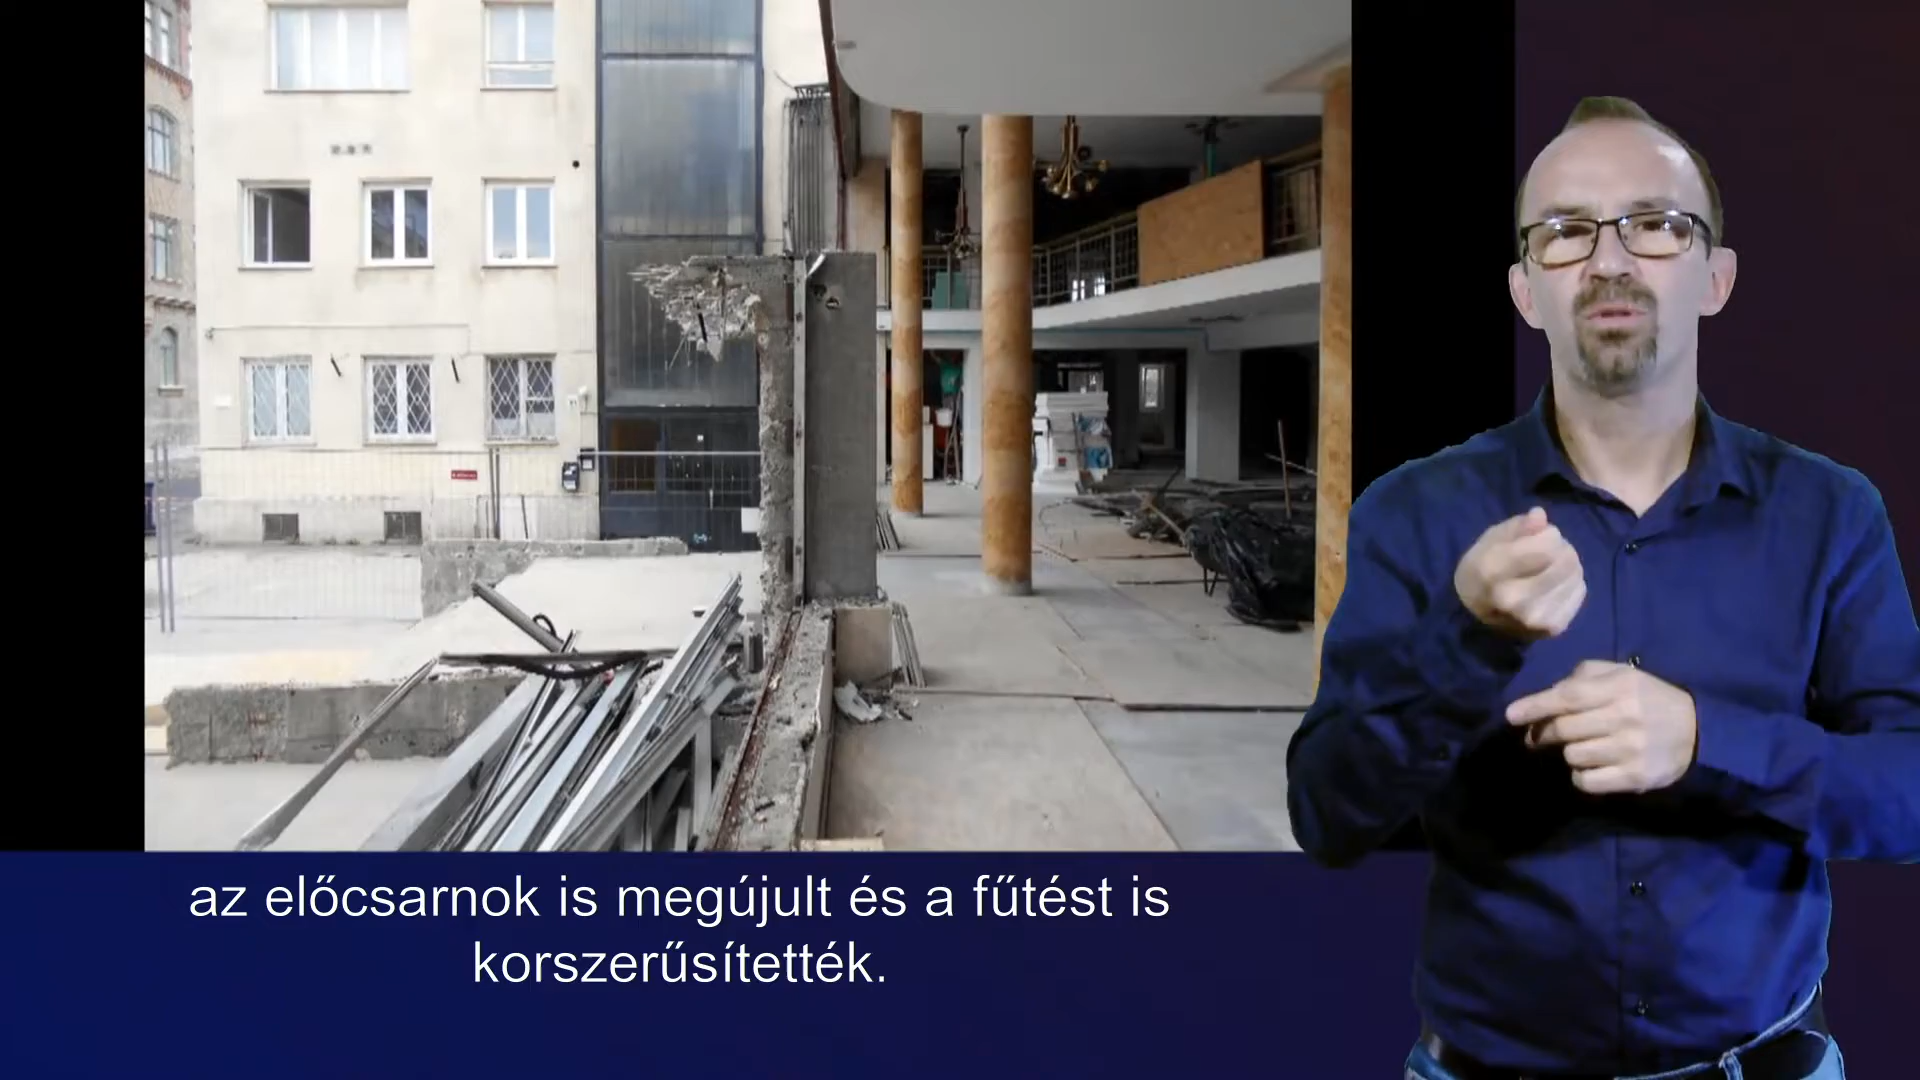 az előcsarnok is megújult és a fűtést is
korszerűsítették.